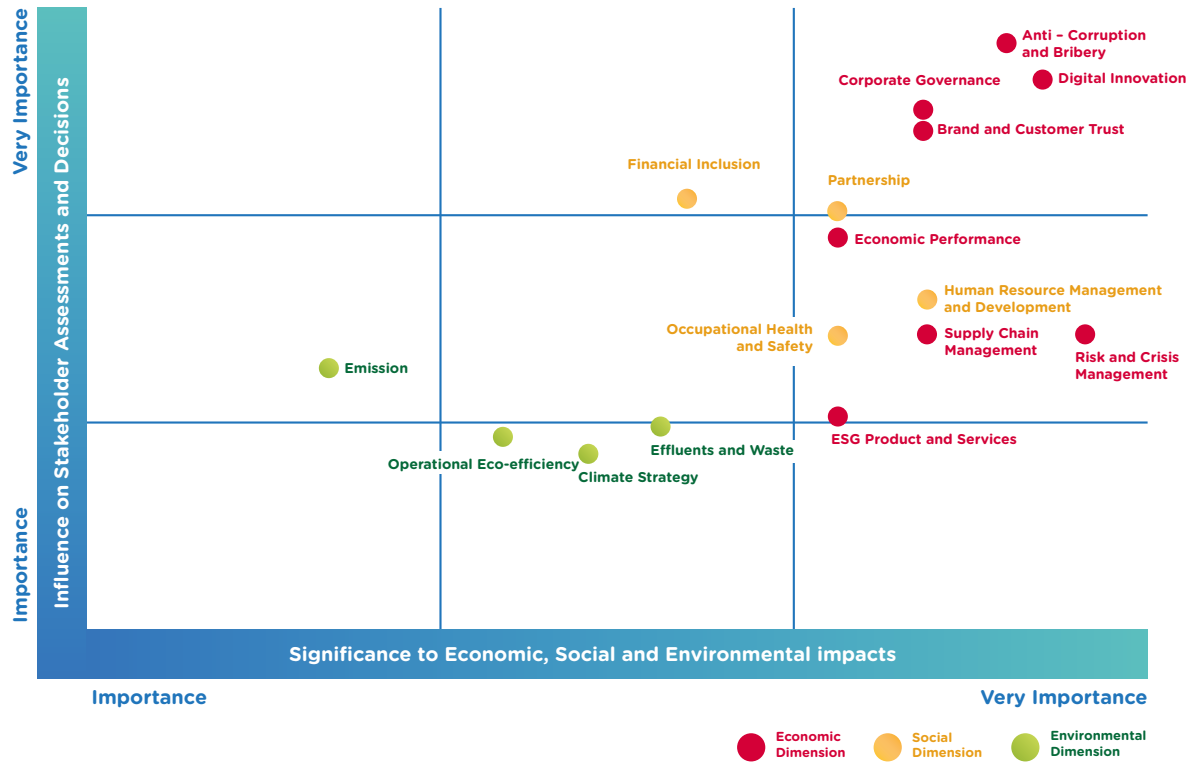 Very Importance
Influence on Stakeholder Assessments and Decisions
Importance
Anti – Corruption
and Bribery
Digital Innovation
Corporate Governance
Brand and Customer Trust
Financial Inclusion
Partnership
Economic Performance
Human Resource Management
and Development
Occupational Health
and Safety
Supply Chain
Management
Risk and Crisis
Management
Emission
ESG Product and Services
Effluents and Waste
Operational Eco-efficiency
Climate Strategy
Significance to Economic, Social and Environmental impacts
Importance
Very Importance
Economic
Dimension
Social
Dimension
Environmental
Dimension